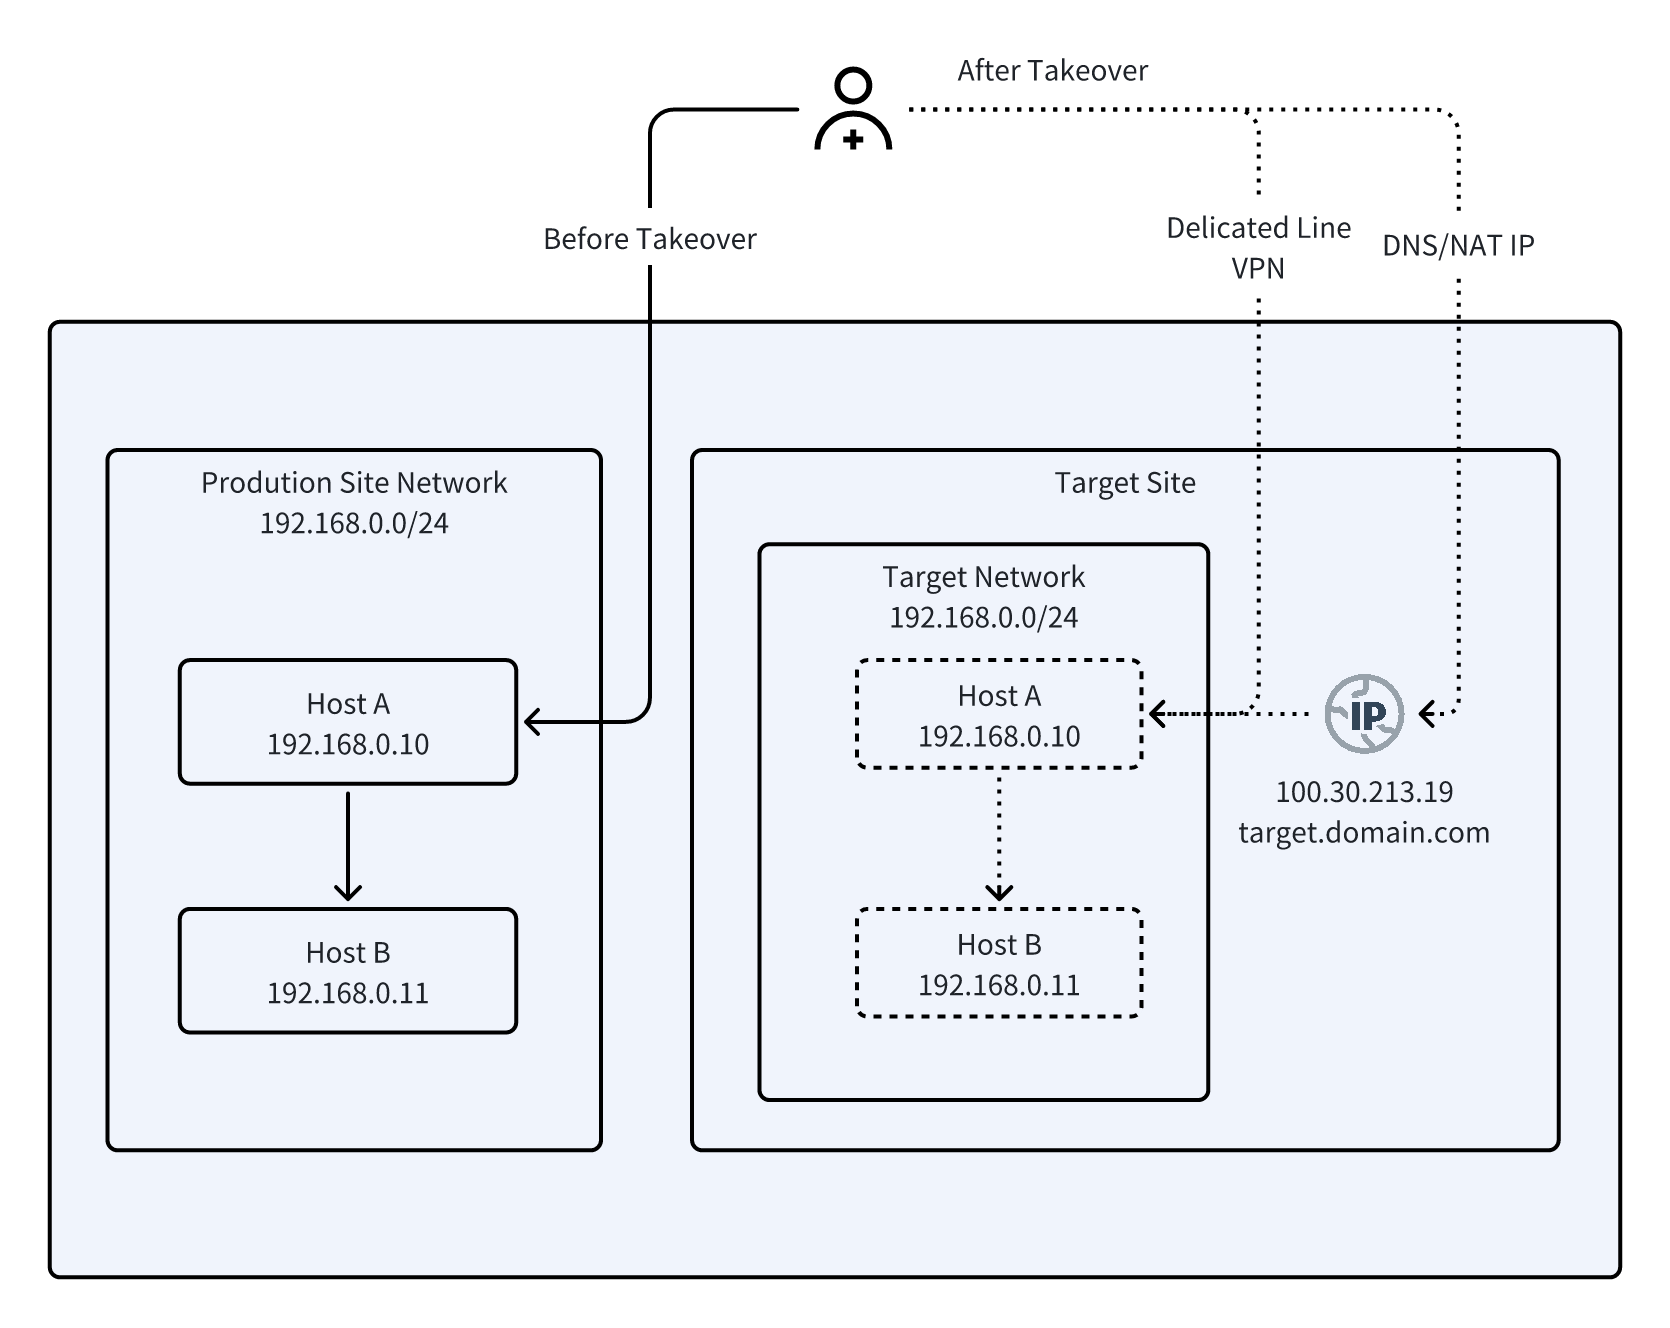 After Takeover
Before Takeover
Delicated Line
VPN
DNS/NAT IP
Prodution Site Network
192.168.0.0/24
Host A
192.168.0.10
Host B
192.168.0.11
Target Site
Target Network
192.168.0.0/24
Host A
192.168.0.10
Host B
192.168.0.11
IP
100.30.213.19
target.domain.com